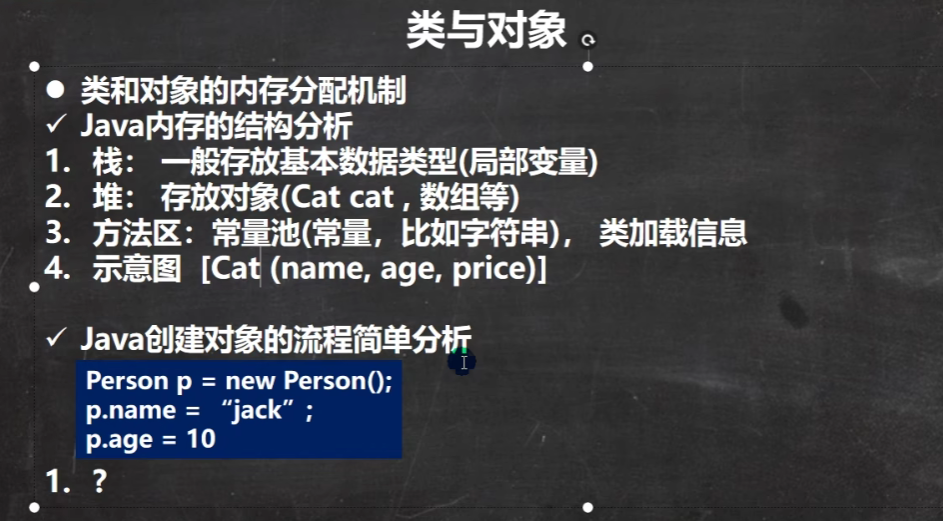 类与对象
● 类和对象的内存分配机制
✓ Java内存的结构分析
1. 栈： 一般存放基本数据类型(局部变量)
2. 堆： 存放对象(Cat cat , 数组等)
3. 方法区：常量池(常量，比如字符串)， 类加载信息
4. 示意图 [Cat (name, age, price)]
✓ Java创建对象的流程简单分析
Person p = new Person();
p.name = “jack”;
p.age = 10
1. ?